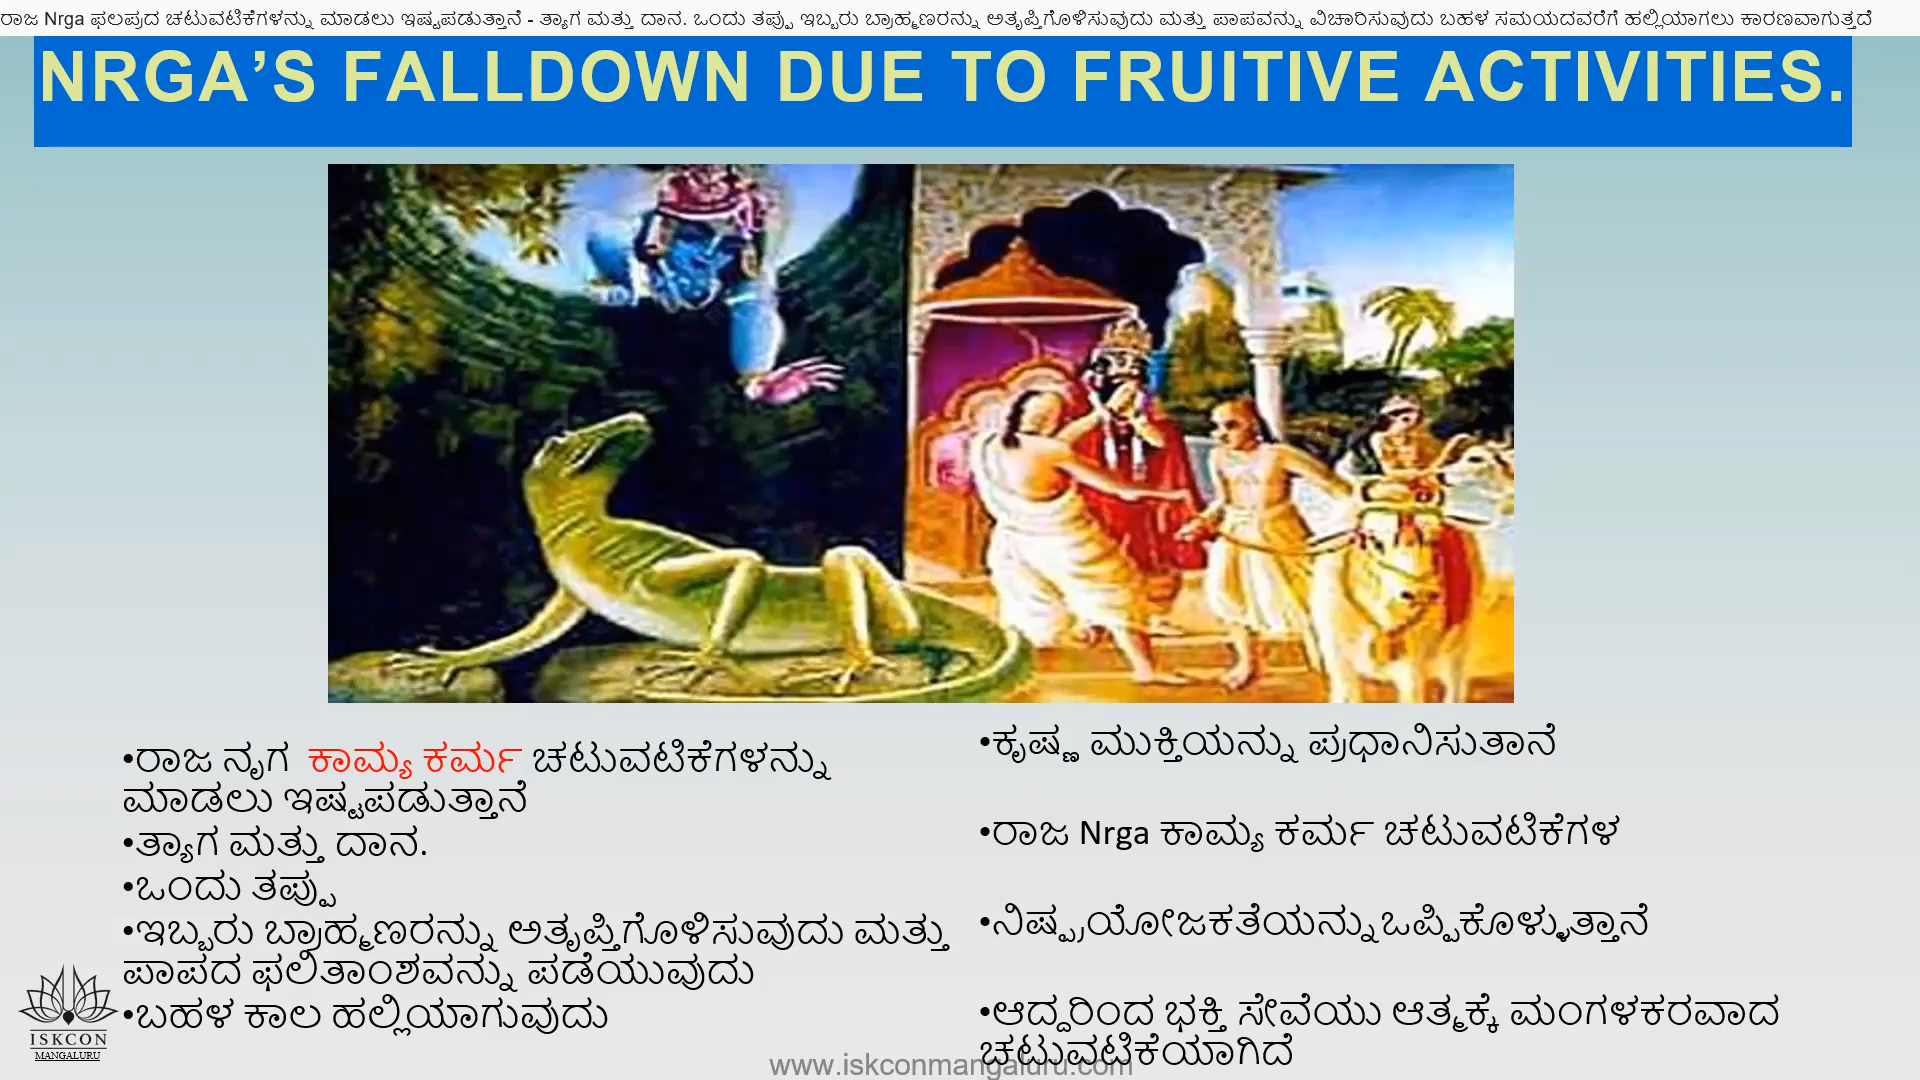 ರಾಜ Nrga ಫಲಪ್ರದ ಚಟುವಟಿಕೆಗಳನ್ನು ಮಾಡಲು ಇಷ್ಟಪಡುತ್ತಾನೆ - ತ್ಯಾಗ ಮತ್ತು ದಾನ. ಒಂದು ತಪ್ಪು ಇಬ್ಬರು ಬ್ರಾಹ್ಮಣರನ್ನು ಅತೃಪ್ತಿಗೊಳಿಸುವುದು ಮತ್ತು ಪಾಪವನ್ನು ವಿಚಾರಿಸುವುದು ಬಹಳ ಸಮಯದವರೆಗೆ ಹಲ್ಲಿಯಾಗಲು ಕಾರಣವಾಗುತ್ತದೆ
NRGA’S FALLDOWN DUE TO FRUITIVE ACTIVITIES.
•ರಾಜ ನೃಗ ಕಾಮ್ಯ ಕರ್ಮ ಚಟುವಟಿಕೆಗಳನ್ನು
ಮಾಡಲು ಇಷ್ಟಪಡುತ್ತಾನೆ
•ತ್ಯಾಗ ಮತ್ತು ದಾನ.
•ಒಂದು ತಪ್ಪು
•ಇಬ್ಬರು ಬ್ರಾಹ್ಮಣರನ್ನು ಅತೃಪ್ತಿಗೊಳಿಸುವುದು ಮತ್ತು
ಪಾಪದ ಫಲಿತಾಂಶವನ್ನು ಪಡೆಯುವುದು
•ಬಹಳ ಕಾಲ ಹಲ್ಲಿಯಾಗುವುದು
•ಕೃಷ್ಣ ಮುಕ್ತಿಯನ್ನು ಪ್ರಧಾನಿಸುತಾನೆ
•ರಾಜ Nrga ಕಾಮ್ಯ ಕರ್ಮ ಚಟುವಟಿಕೆಗಳ
•ನಿಷ್ಪ್ರಯೋಜಕತೆಯನ್ನು ಒಪ್ಪಿಕೊಳ್ಳುತ್ತಾನೆ
•ಆದ್ದರಿಂದ ಭಕ್ತಿ ಸೇವೆಯು ಆತ್ಮಕ್ಕೆ ಮಂಗಳಕರವಾದ
ಚಟುವಟಿಕೆಯಾಗಿದೆ
ISKCON
MANGALURU
www.iskconmangaluru.com